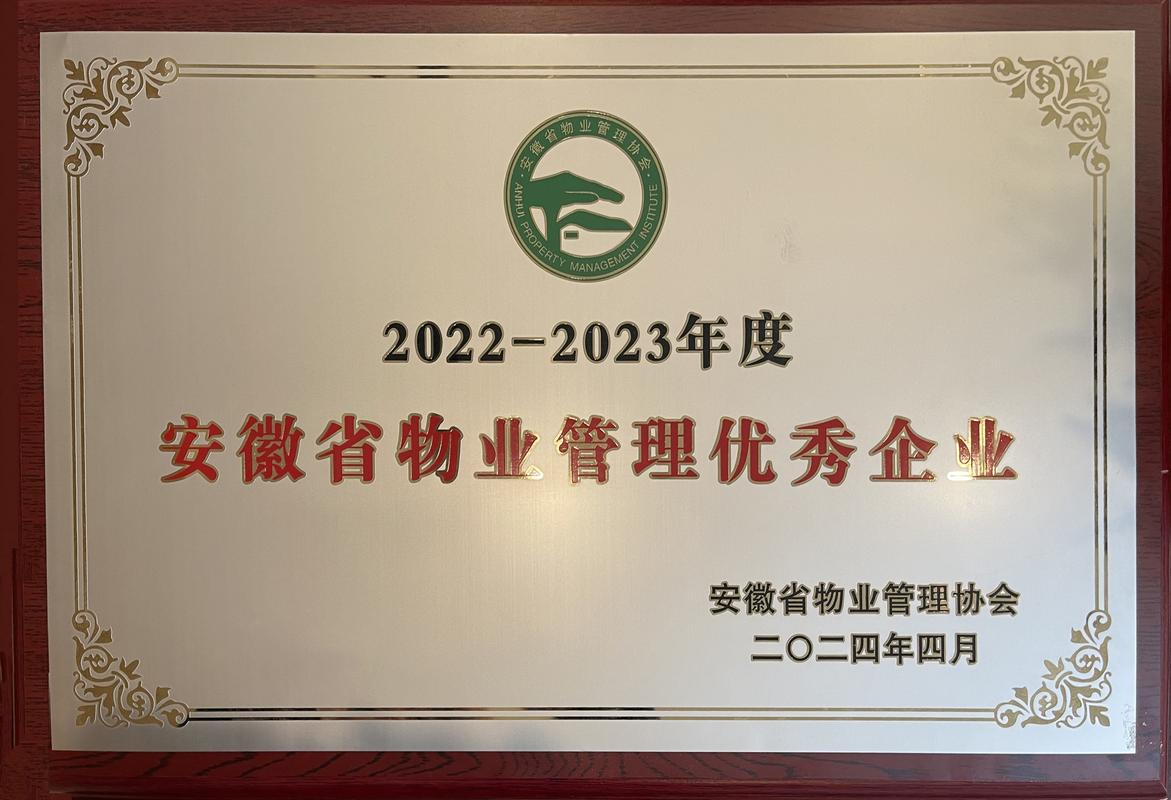 安徽省物业管理协会
ANHUI PROPERTY MANAGEMENT INSTITUTE
2022-2023年度
安徽省物业管理优秀企业
安徽省物业管理协会
二〇二四年四月